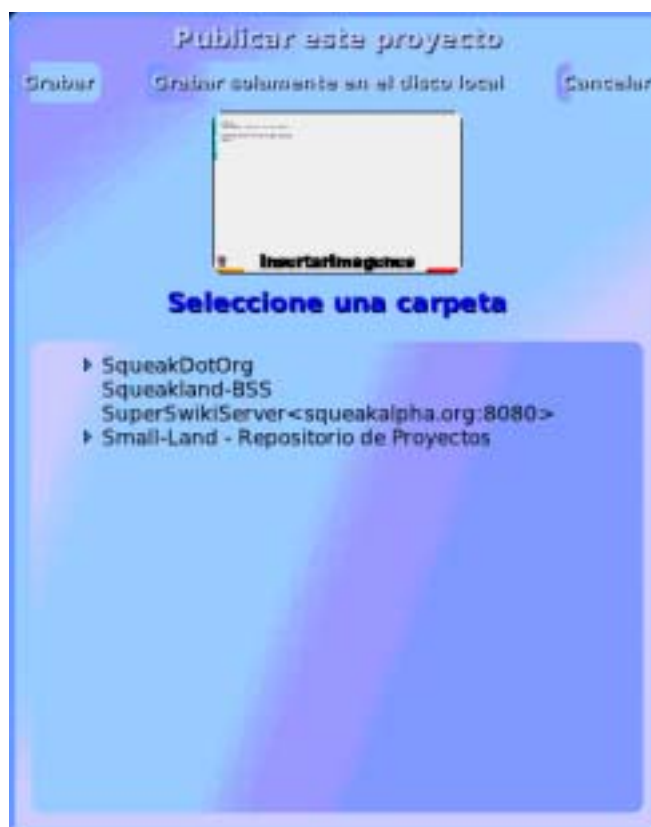 Publicar este proyecto
Grabar Grabar solamente en el disco local Cancelar
InsertarImagenes
Seleccione una carpeta
SqueakDotOrg
Squeakland-BSS
SuperSwikiServer<squeakalpha.org:8080>
Small-Land - Repositorio de Proyectos